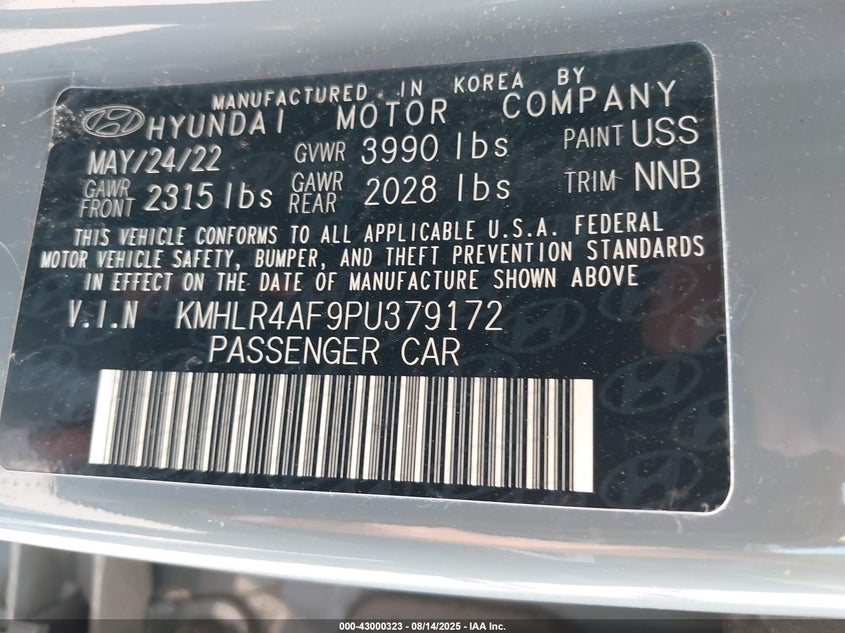 MANUFACTURED IN KOREA BY
HYUNDAI MOTOR COMPANY
MAY/24/22 GVWR 3990 lbs PAINT USS
GAWR FRONT 2315 lbs GAWR REAR 2028 lbs TRIM NNB
THIS VEHICLE CONFORMS TO ALL APPLICABLE U.S.A. FEDERAL
MOTOR VEHICLE SAFETY, BUMPER, AND THEFT PREVENTION STANDARDS
IN EFFECT ON THE DATE OF MANUFACTURE SHOWN ABOVE
V.I.N KMHLR4AF9PU379172
PASSENGER CAR
000-43000323 - 08/14/2025 - IAA Inc.